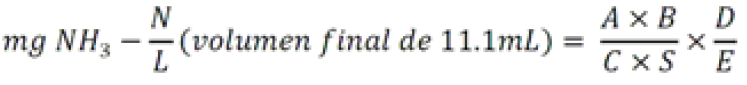 mg NH₃ − N/L (volumen final de 11.1mL) = A × B / C × S × D / E